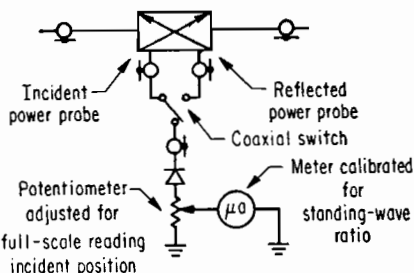 Incident
power probe
Reflected
power probe
Coaxial switch
Potentiometer
adjusted for
full-scale reading
incident position
μa
Meter calibrated
for
standing-wave
ratio